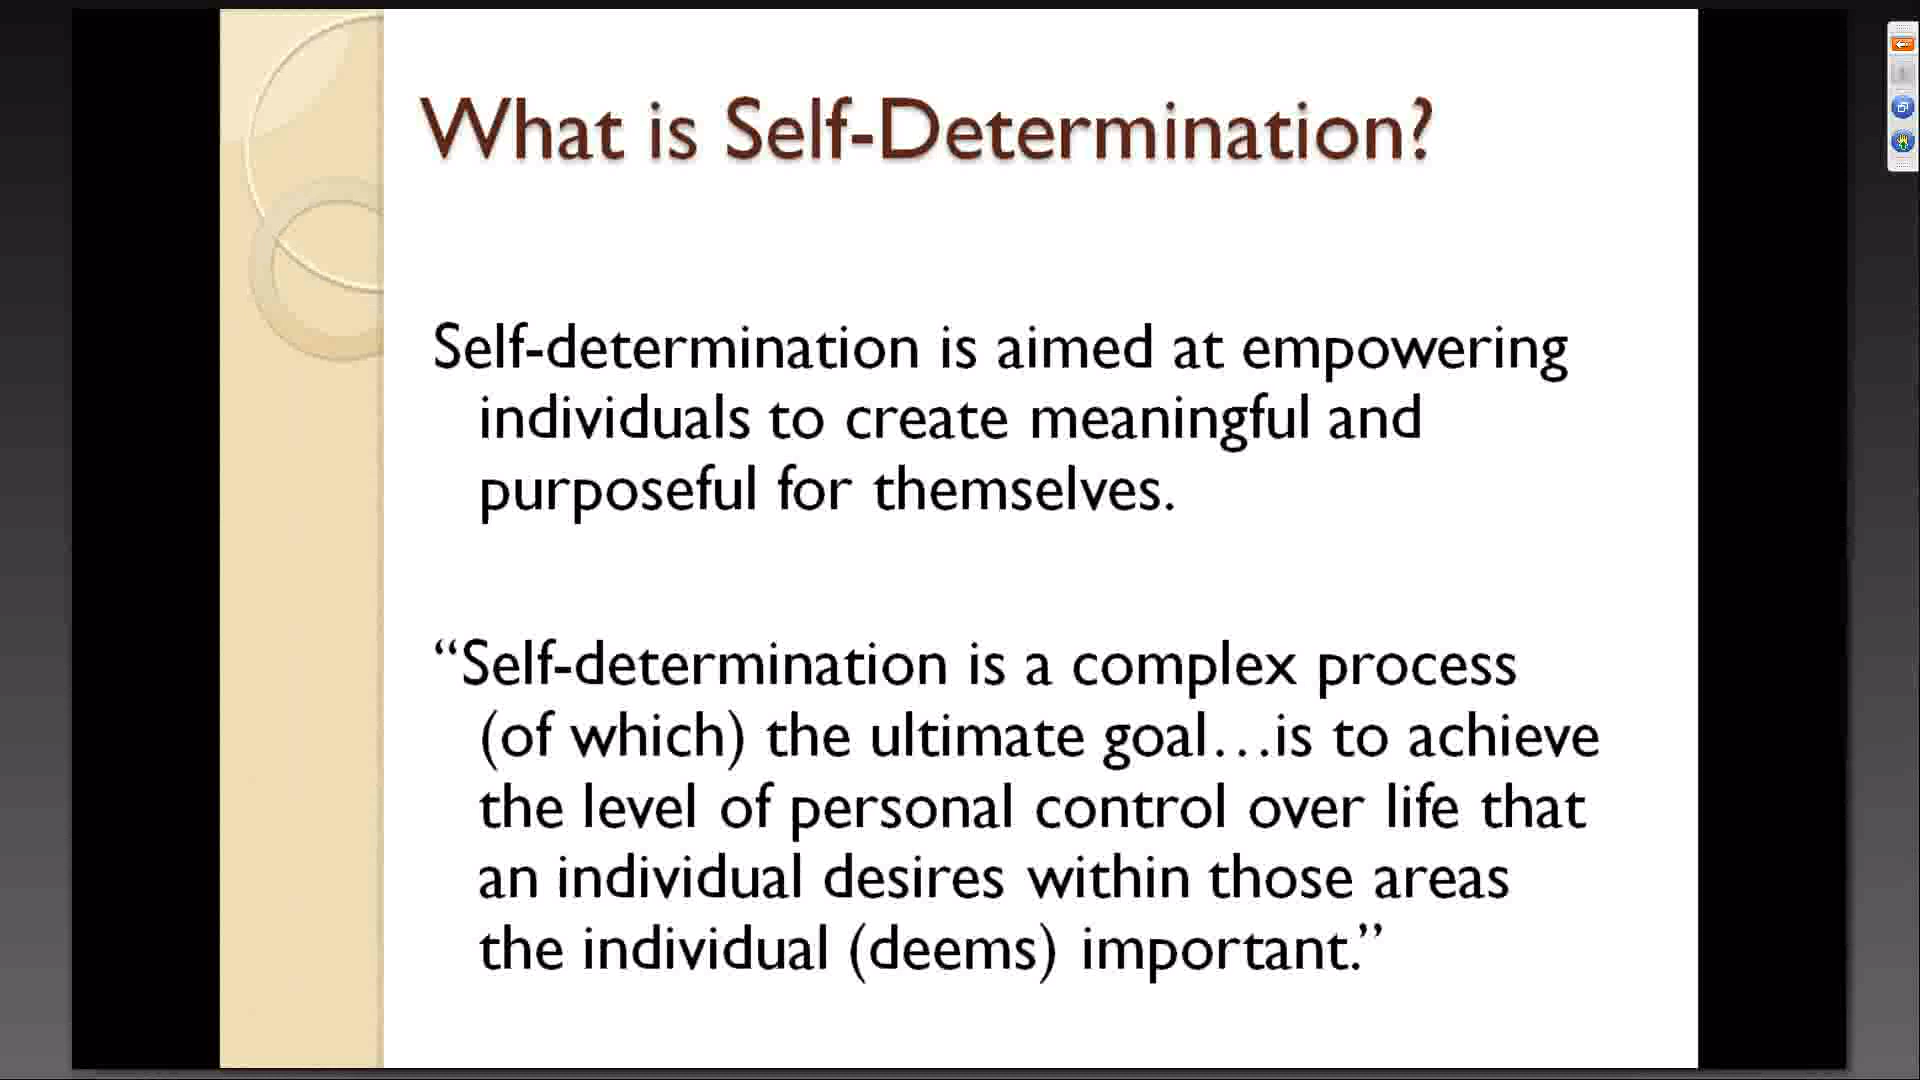 What is Self-Determination?
Self-determination is aimed at empowering
individuals to create meaningful and
purposeful for themselves.
“Self-determination is a complex process
(of which) the ultimate goal…is to achieve
the level of personal control over life that
an individual desires within those areas
the individual (deems) important.”